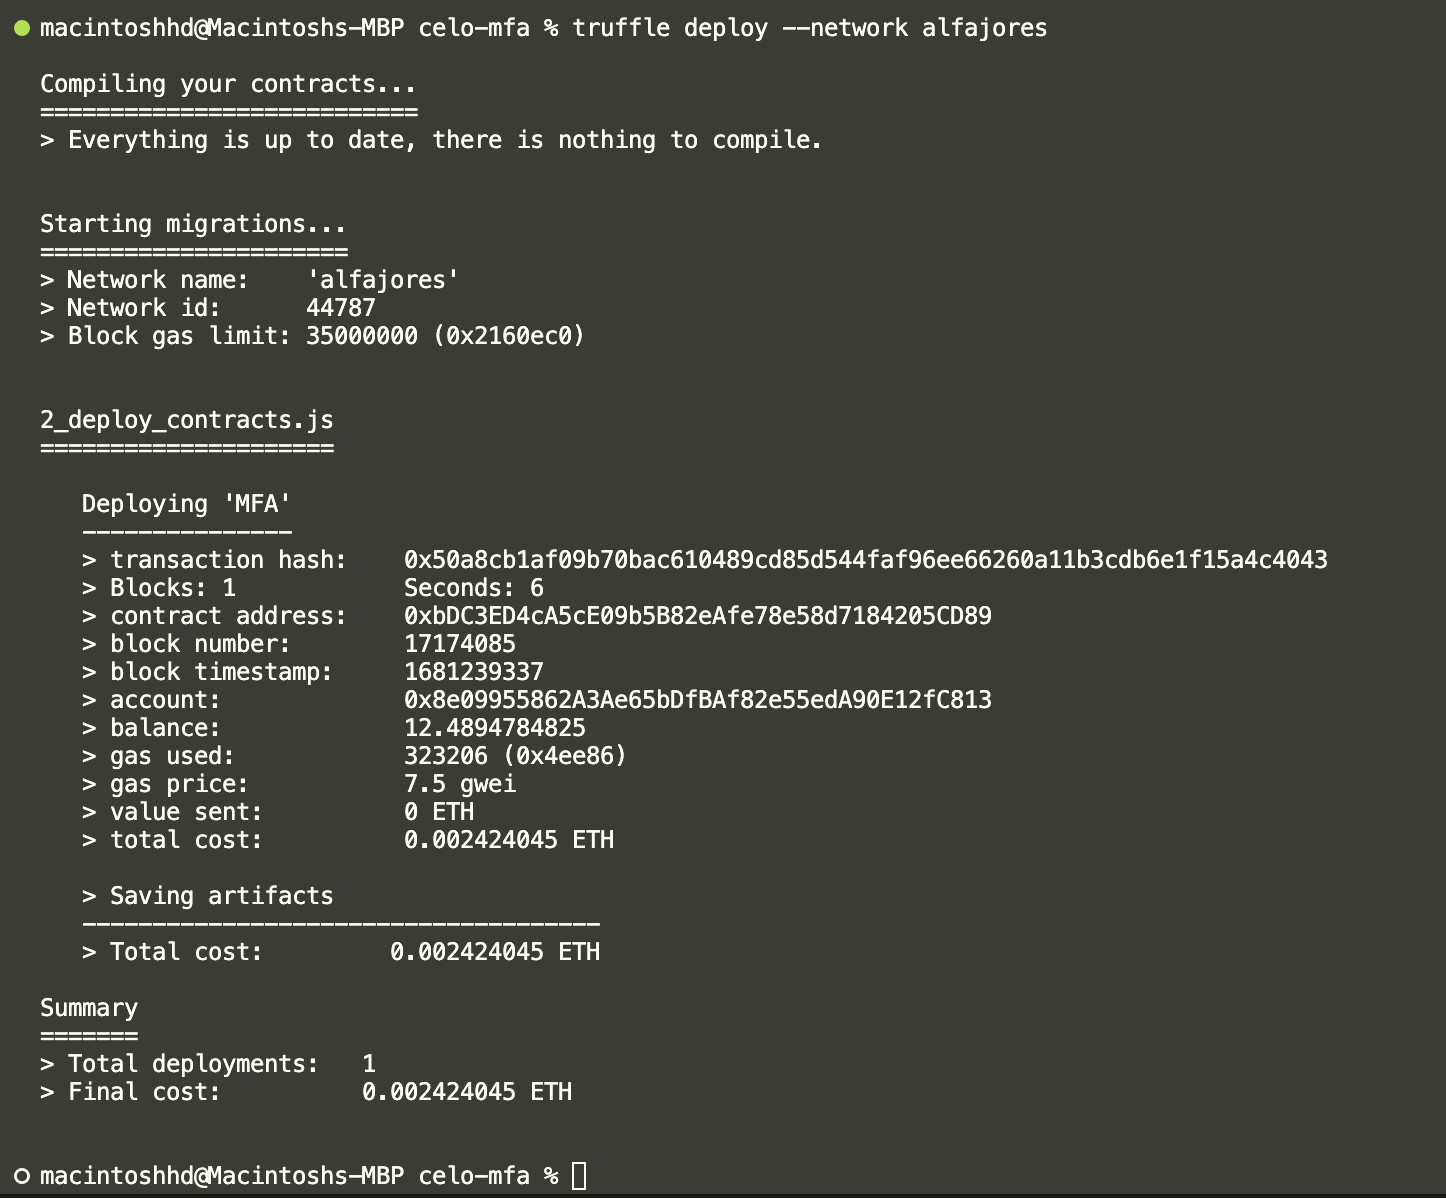 macintoshhd@Macintoshs-MBP celo-mfa % truffle deploy --network alfajores
Compiling your contracts...
===========================
> Everything is up to date, there is nothing to compile.
Starting migrations...
======================
> Network name:    'alfajores'
> Network id:      44787
> Block gas limit: 35000000 (0x2160ec0)
2_deploy_contracts.js
=====================
   Deploying 'MFA'
   ---------------
   > transaction hash:    0x50a8cb1af09b70bac610489cd85d544faf96ee66260a11b3cdb6e1f15a4c4043
   > Blocks: 1            Seconds: 6
   > contract address:    0xbDC3ED4cA5cE09b5B82eAfe78e58d7184205CD89
   > block number:        17174085
   > block timestamp:     1681239337
   > account:             0x8e09955862A3Ae65bDfBAf82e55edA90E12fC813
   > balance:             12.4894784825
   > gas used:            323206 (0x4ee86)
   > gas price:           7.5 gwei
   > value sent:          0 ETH
   > total cost:          0.002424045 ETH
   > Saving artifacts
   -------------------------------------
   > Total cost:         0.002424045 ETH
Summary
=======
> Total deployments:   1
> Final cost:          0.002424045 ETH
macintoshhd@Macintoshs-MBP celo-mfa %